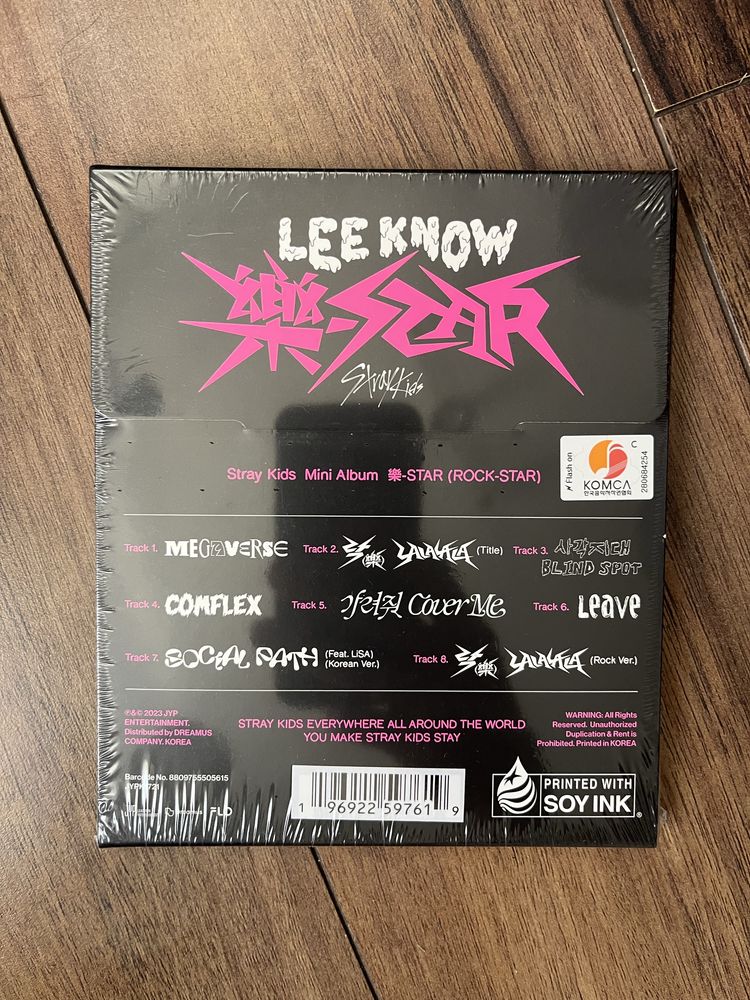 LEE KNOW
樂-STAR
Stray Kids
Stray Kids Mini Album 樂-STAR (ROCK-STAR)
Flash on
KOMCA
한국음악저작권협회
C
280684254
Track 1. MEGAVERSE Track 2. 락 (樂) LALALALA (Title) Track 3. 사각지대 BLIND SPOT
Track 4. COMFLEX Track 5. 가려줘 Cover Me Track 6. Leave
Track 7. SOCIAL PATH (Feat. LiSA) (Korean Ver.) Track 8. 락 (樂) LALALALA (Rock Ver.)
℗&© 2023 JYP
ENTERTAINMENT.
Distributed by DREAMUS
COMPANY. KOREA
STRAY KIDS EVERYWHERE ALL AROUND THE WORLD
YOU MAKE STRAY KIDS STAY
WARNING: All Rights
Reserved. Unauthorized
Duplication & Rent is
Prohibited. Printed in KOREA
Barcode No. 8809755505615
1 96922 59761 9
FLO
PRINTED WITH
SOY INK